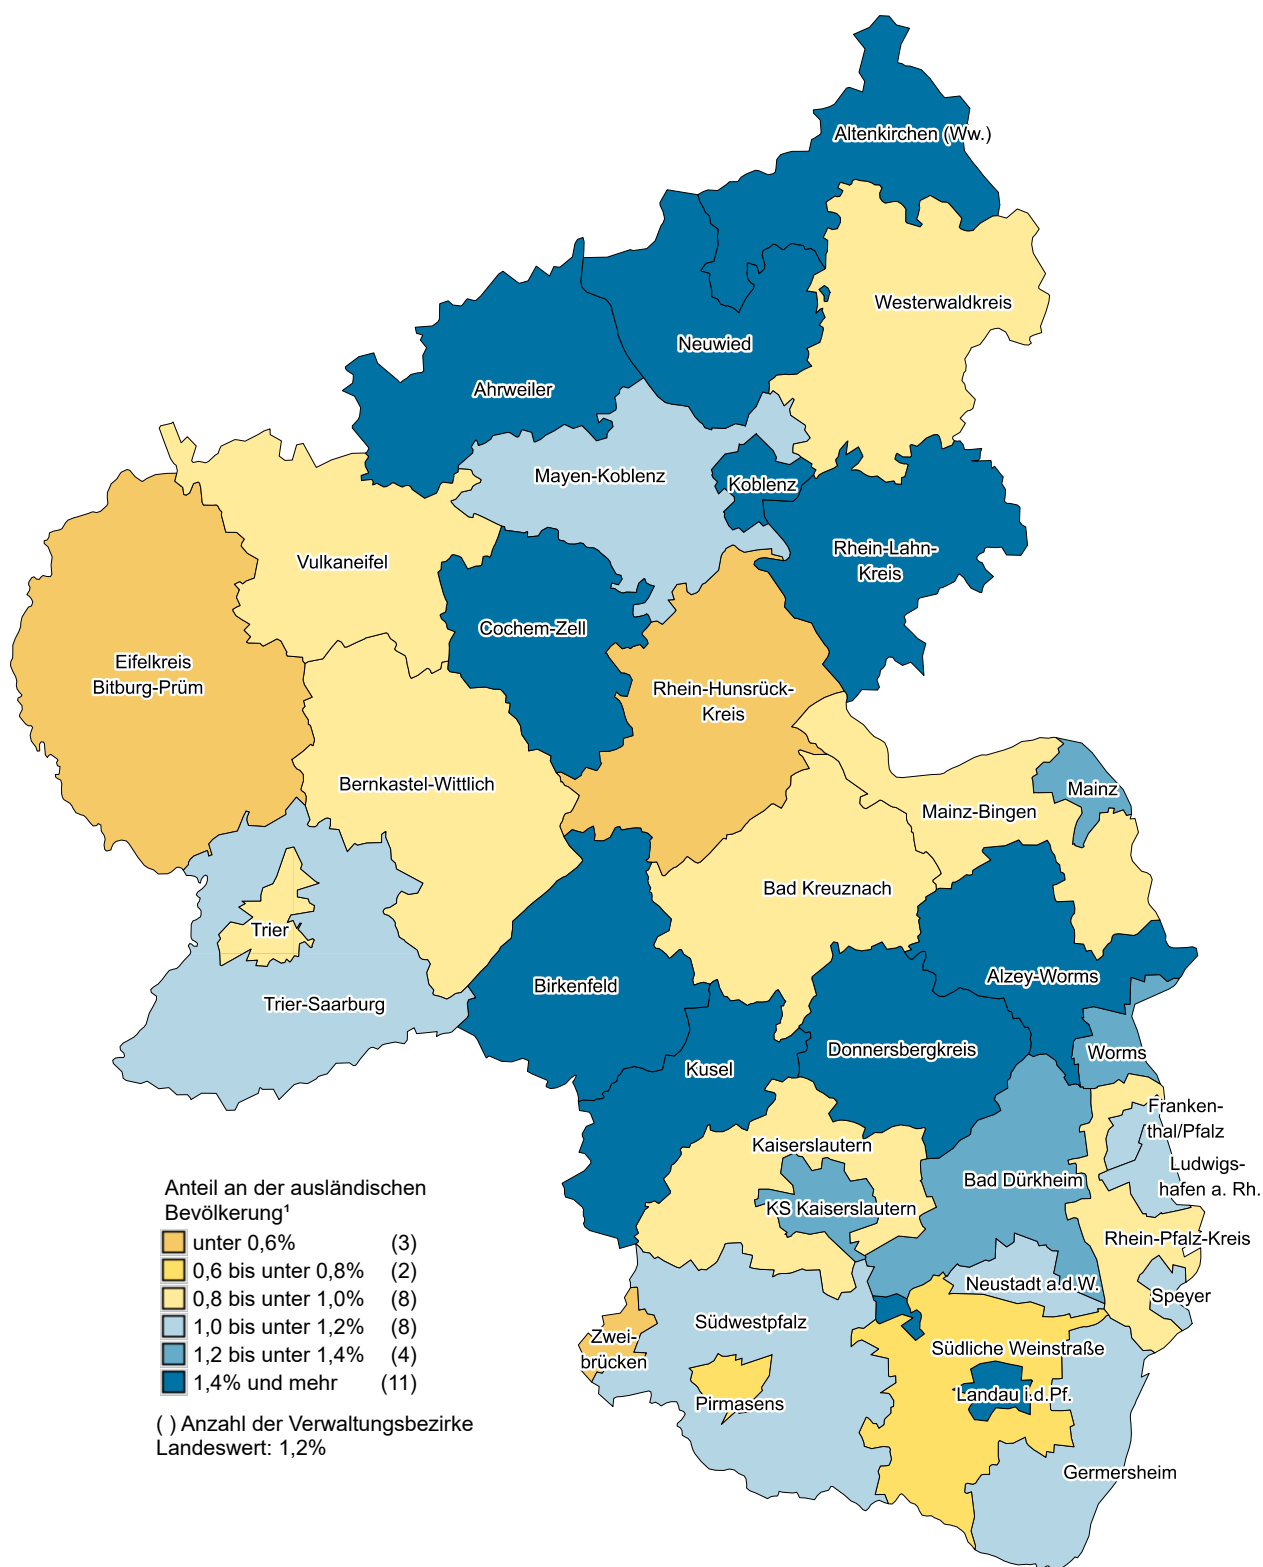 Altenkirchen (Ww.)
Westerwaldkreis
Neuwied
Ahrweiler
Mayen-Koblenz
Koblenz
Rhein-Lahn-
Kreis
Vulkaneifel
Cochem-Zell
Eifelkreis
Bitburg-Prüm
Rhein-Hunsrück-
Kreis
Bernkastel-Wittlich
Mainz
Mainz-Bingen
Bad Kreuznach
Trier
Trier-Saarburg
Birkenfeld
Alzey-Worms
Donnersbergkreis
Worms
Kusel
Franken-
thal/Pfalz
Kaiserslautern
Ludwigs-
hafen a. Rh.
Bad Dürkheim
KS Kaiserslautern
Rhein-Pfalz-Kreis
Neustadt a.d.W.
Speyer
Südwestpfalz
Zwei-
brücken
Südliche Weinstraße
Landau i.d.Pf.
Pirmasens
Germersheim
Anteil an der ausländischen
Bevölkerung¹
unter 0,6% (3)
0,6 bis unter 0,8% (2)
0,8 bis unter 1,0% (8)
1,0 bis unter 1,2% (8)
1,2 bis unter 1,4% (4)
1,4% und mehr (11)
( ) Anzahl der Verwaltungsbezirke
Landeswert: 1,2%